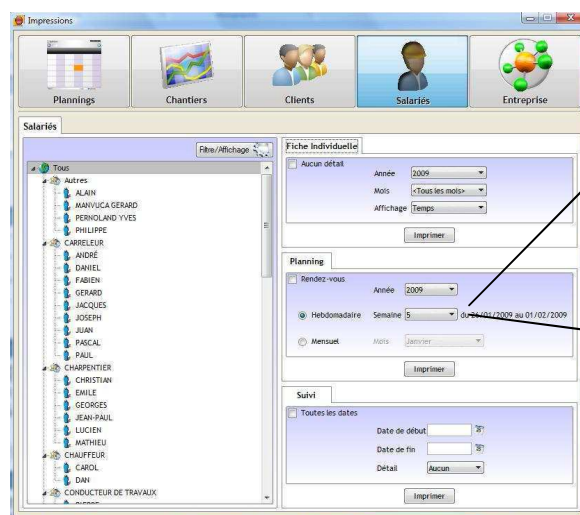 Impressions
Plannings
Chantiers
Clients
Salariés
Entreprise
Salariés
Filtre/Affichage
Tous
Autres
ALAIN
MANVUCA GERARD
PERNOLAND YVES
PHILIPPE
CARRELEUR
ANDRÉ
DANIEL
FABIEN
GERARD
JACQUES
JOSEPH
JUAN
PASCAL
PAUL
CHARPENTIER
CHRISTIAN
EMILE
GEORGES
JEAN-PAUL
LUCIEN
MATHIEU
CHAUFFEUR
CAROL
DAN
CONDUCTEUR DE TRAVAUX
Fiche Individuelle
Aucun détail
Année 2009
Mois <Tous les mois>
Affichage Temps
Imprimer
Planning
Rendez-vous
Année 2009
Hebdomadaire Semaine 5 du 26/01/2009 au 01/02/2009
Mensuel Mois Janvier
Imprimer
Suivi
Toutes les dates
Date de début
Date de fin
Détail Aucun
Imprimer